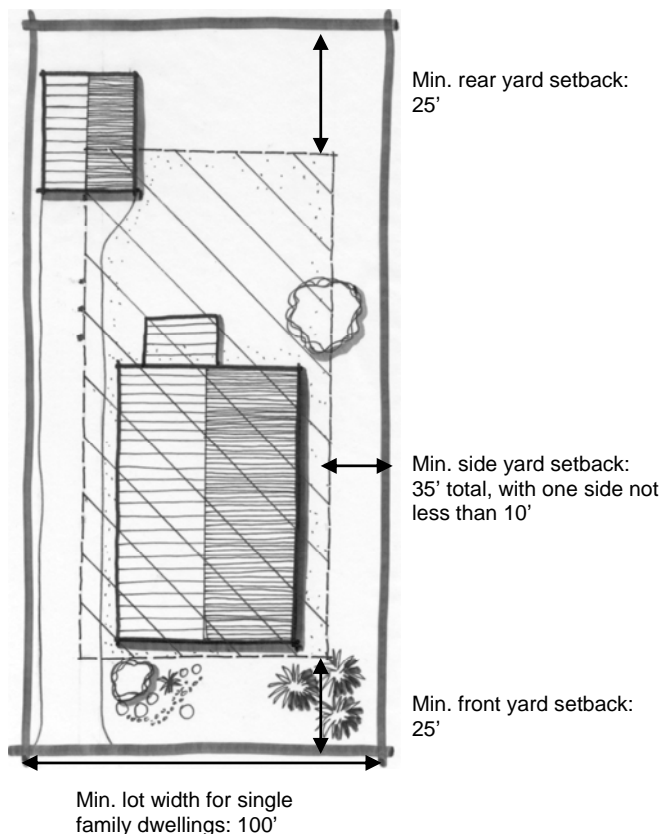 Min. rear yard setback:
25’
Min. side yard setback:
35’ total, with one side not
less than 10’
Min. front yard setback:
25’
Min. lot width for single
family dwellings: 100’